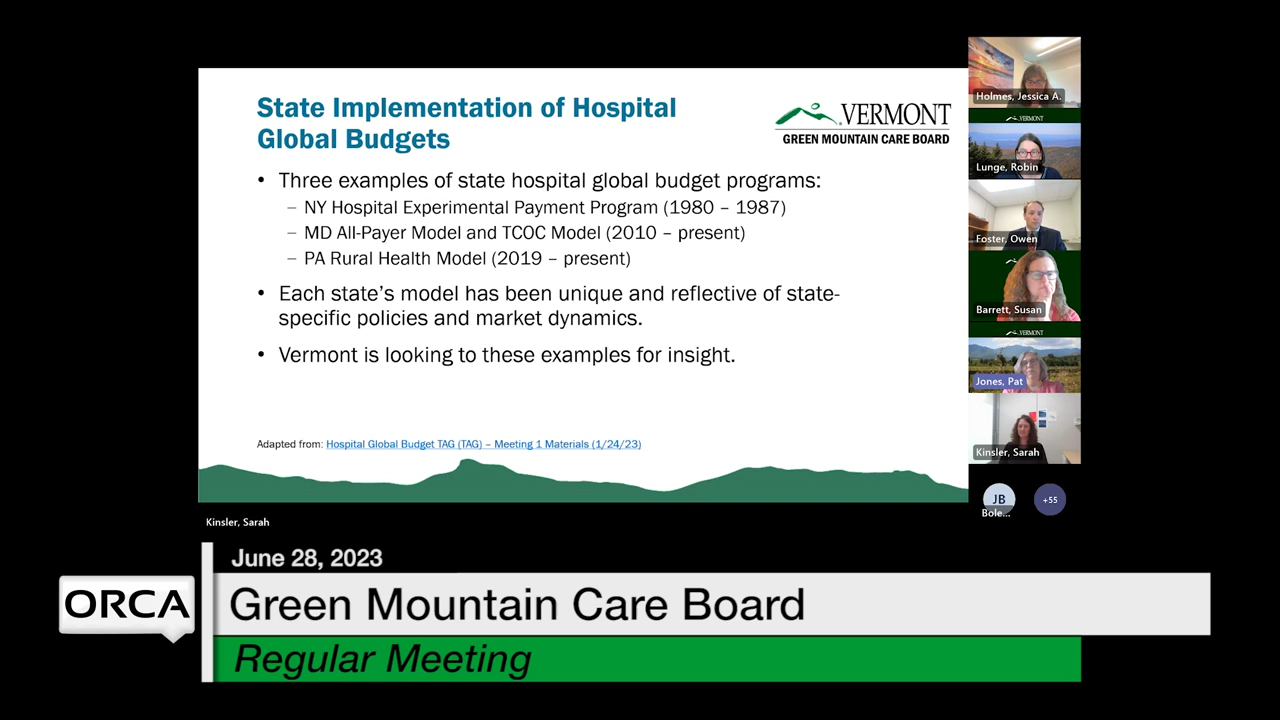 State Implementation of Hospital
Global Budgets
VERMONT
GREEN MOUNTAIN CARE BOARD
• Three examples of state hospital global budget programs:
– NY Hospital Experimental Payment Program (1980 – 1987)
– MD All-Payer Model and TCOC Model (2010 – present)
– PA Rural Health Model (2019 – present)
• Each state's model has been unique and reflective of state-
specific policies and market dynamics.
• Vermont is looking to these examples for insight.
Adapted from: Hospital Global Budget TAG (TAG) – Meeting 1 Materials (1/24/23)
Holmes, Jessica A.
VERMONT
Lunge, Robin
Foster, Owen
Barrett, Susan
VERMONT
Jones, Pat
Kinsler, Sarah
JB
Bole...
+55
Kinsler, Sarah
June 28, 2023
ORCA
Green Mountain Care Board
Regular Meeting